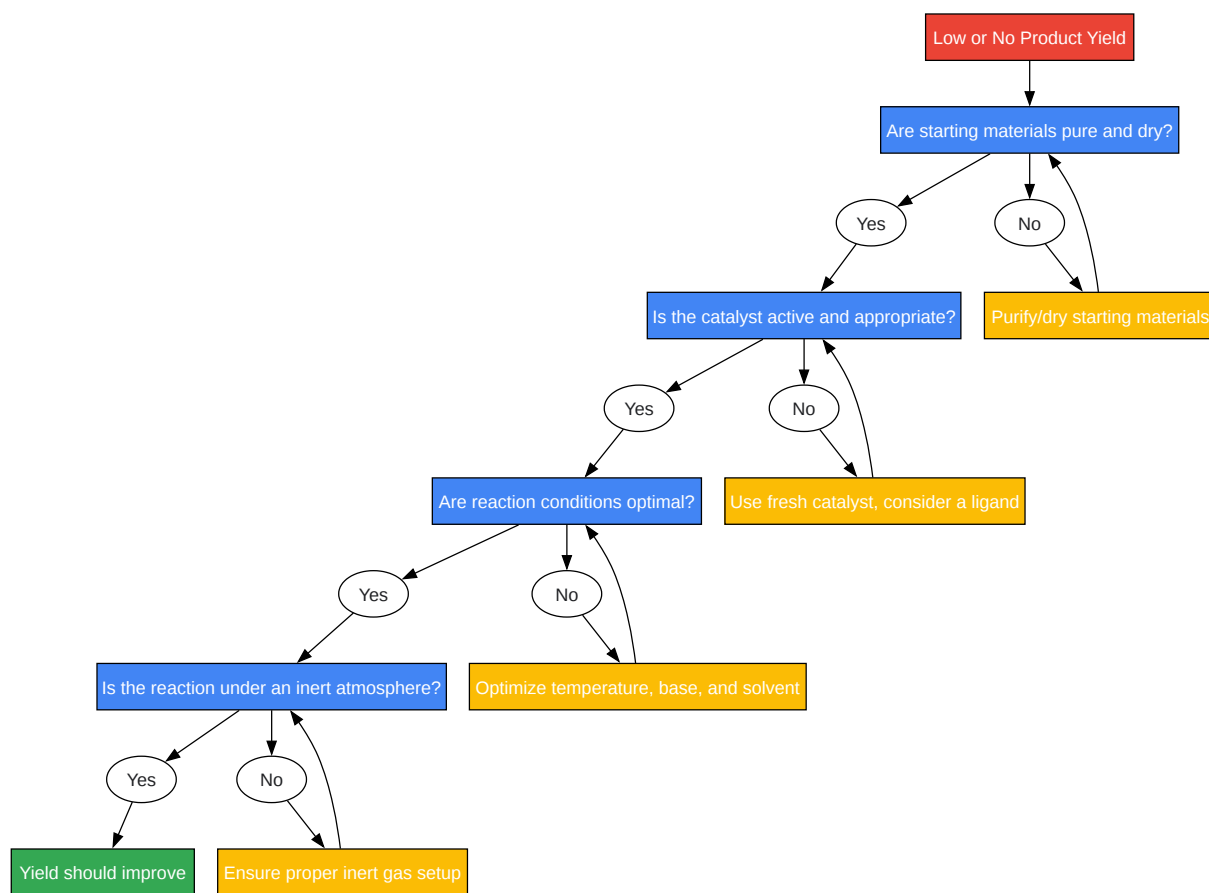 Low or No Product Yield
Are starting materials pure and dry?
Yes
No
Is the catalyst active and appropriate?
Purify/dry starting materials
Yes
No
Are reaction conditions optimal?
Use fresh catalyst, consider a ligand
Yes
No
Is the reaction under an inert atmosphere?
Optimize temperature, base, and solvent
Yes
No
Yield should improve
Ensure proper inert gas setup